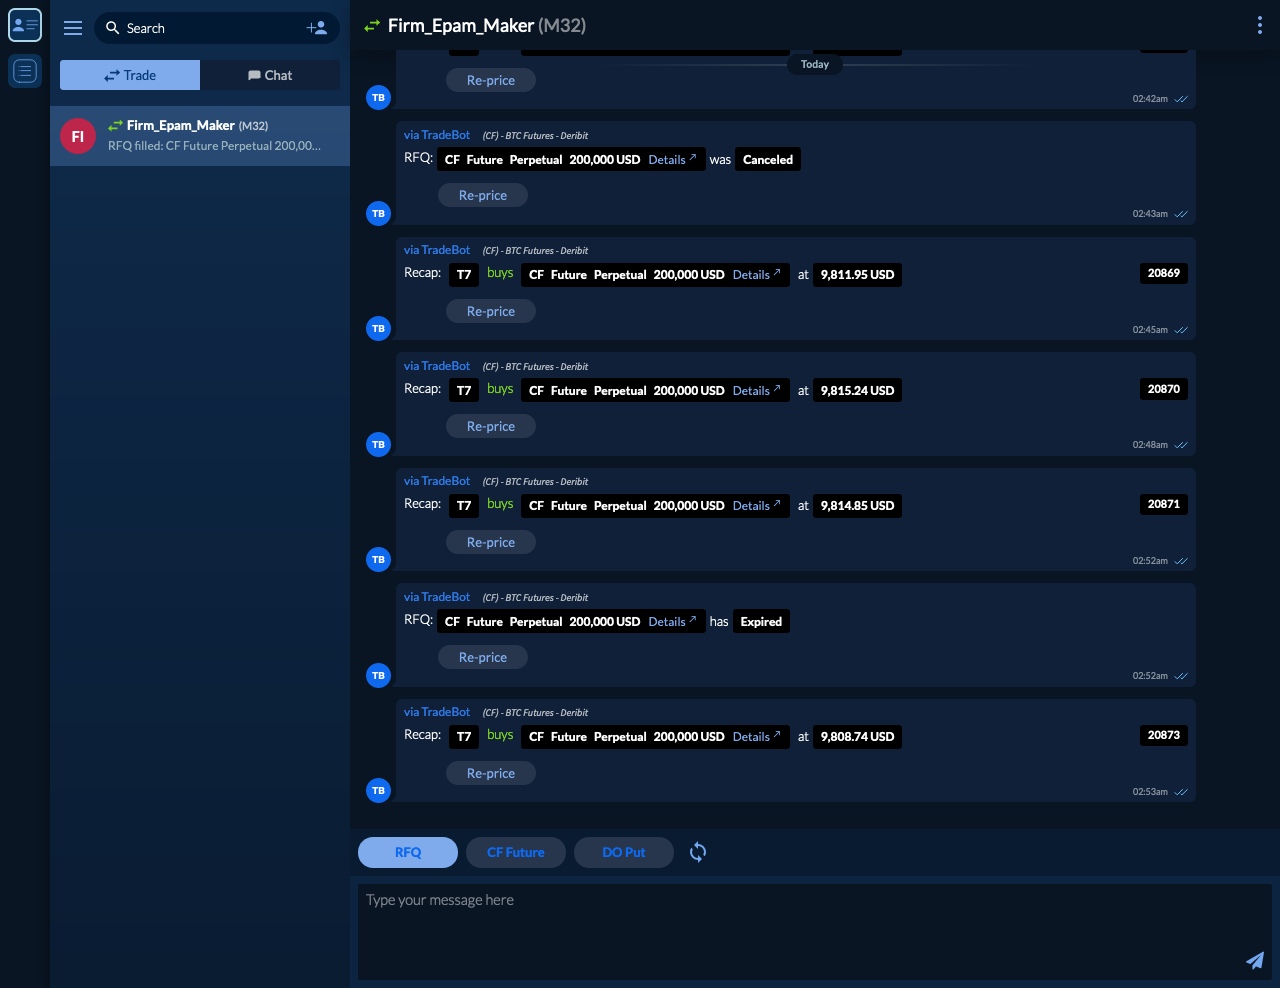 Search
Trade
Chat
FI
Firm_Epam_Maker (M32)
RFQ filled: CF Future Perpetual 200,00...
Firm_Epam_Maker (M32)
Today
Re-price
TB
02:42am
via TradeBot (CF) - BTC Futures - Deribit
RFQ: CF Future Perpetual 200,000 USD Details was Canceled
Re-price
TB
02:43am
via TradeBot (CF) - BTC Futures - Deribit
Recap: T7 buys CF Future Perpetual 200,000 USD Details at 9,811.95 USD 20869
Re-price
TB
02:45am
via TradeBot (CF) - BTC Futures - Deribit
Recap: T7 buys CF Future Perpetual 200,000 USD Details at 9,815.24 USD 20870
Re-price
TB
02:48am
via TradeBot (CF) - BTC Futures - Deribit
Recap: T7 buys CF Future Perpetual 200,000 USD Details at 9,814.85 USD 20871
Re-price
TB
02:52am
via TradeBot (CF) - BTC Futures - Deribit
RFQ: CF Future Perpetual 200,000 USD Details has Expired
Re-price
TB
02:52am
via TradeBot (CF) - BTC Futures - Deribit
Recap: T7 buys CF Future Perpetual 200,000 USD Details at 9,808.74 USD 20873
Re-price
TB
02:53am
RFQ
CF Future
DO Put
Type your message here